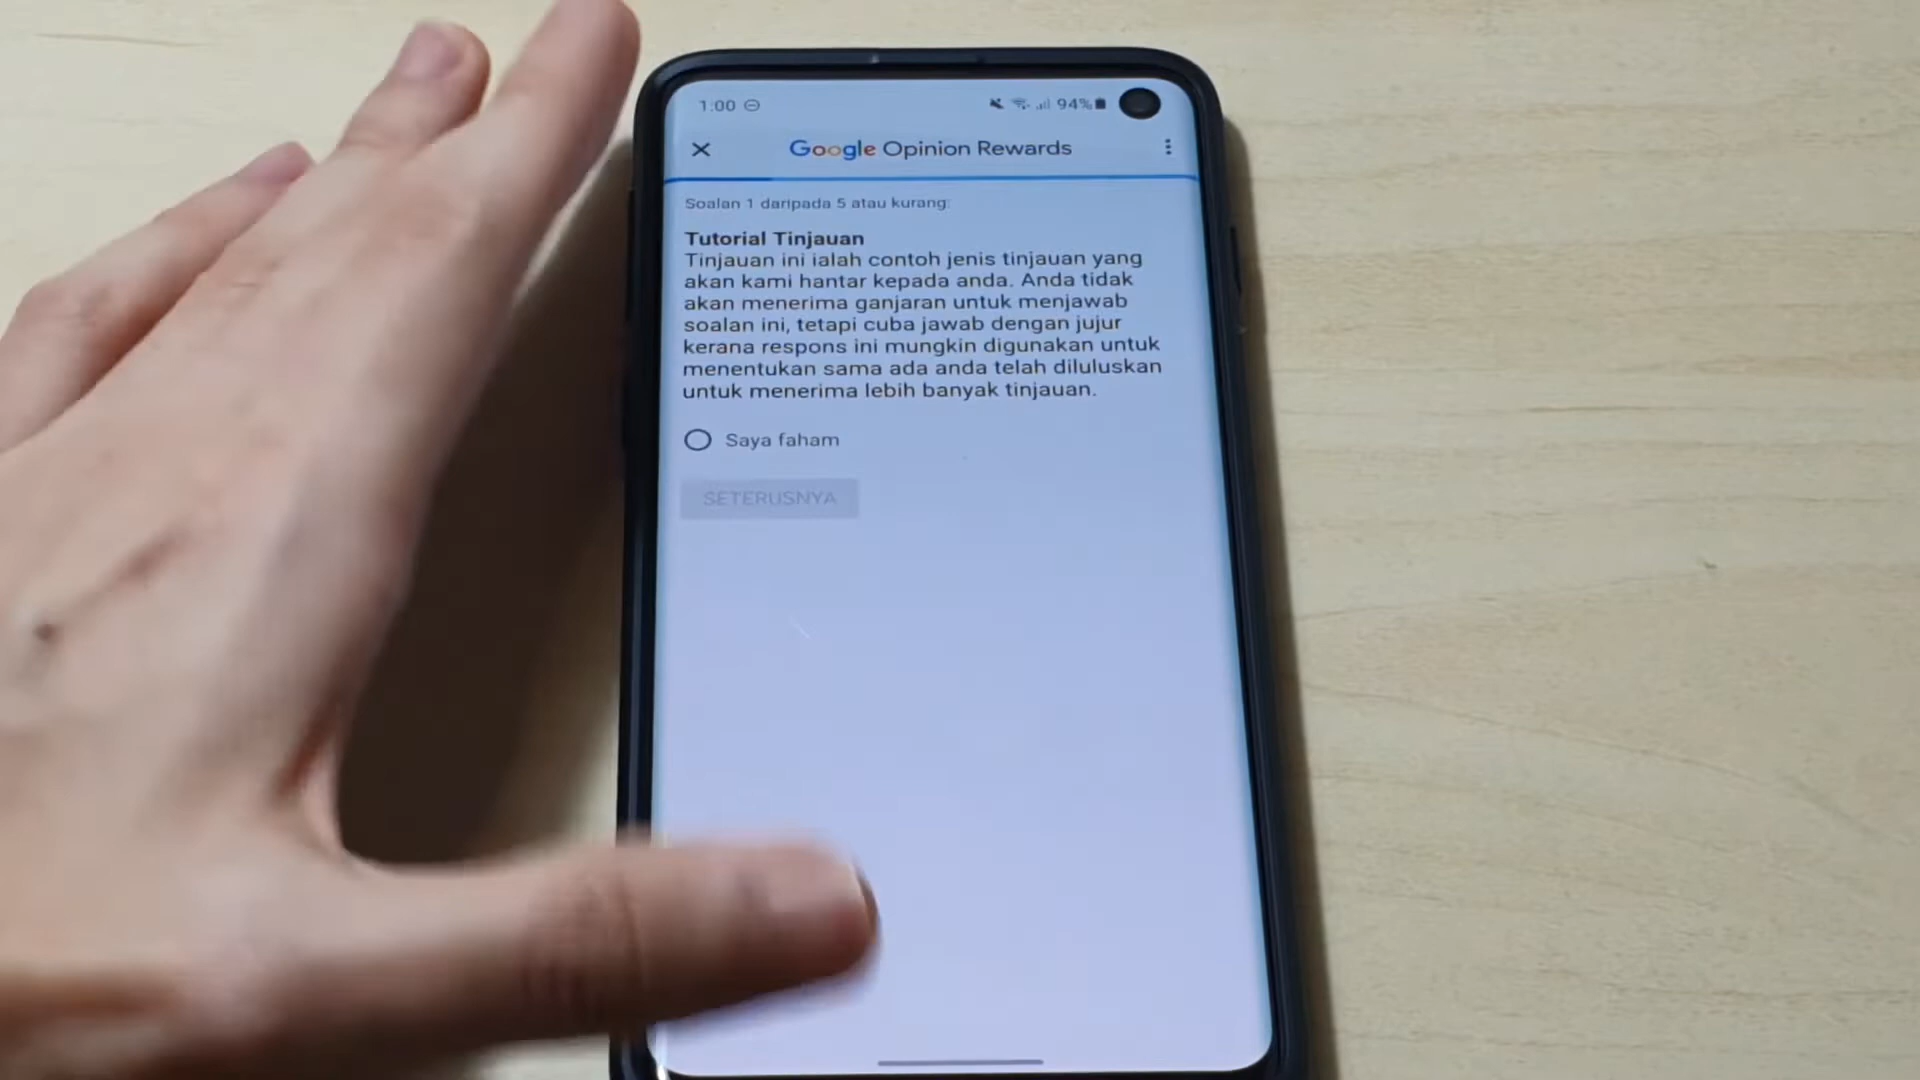 1:00 94%
Google Opinion Rewards
Soalan 1 daripada 5 atau kurang:
Tutorial Tinjauan
Tinjauan ini ialah contoh jenis tinjauan yang
akan kami hantar kepada anda. Anda tidak
akan menerima ganjaran untuk menjawab
soalan ini, tetapi cuba jawab dengan jujur
kerana respons ini mungkin digunakan untuk
menentukan sama ada anda telah diluluskan
untuk menerima lebih banyak tinjauan.
Saya faham
SETERUSNYA